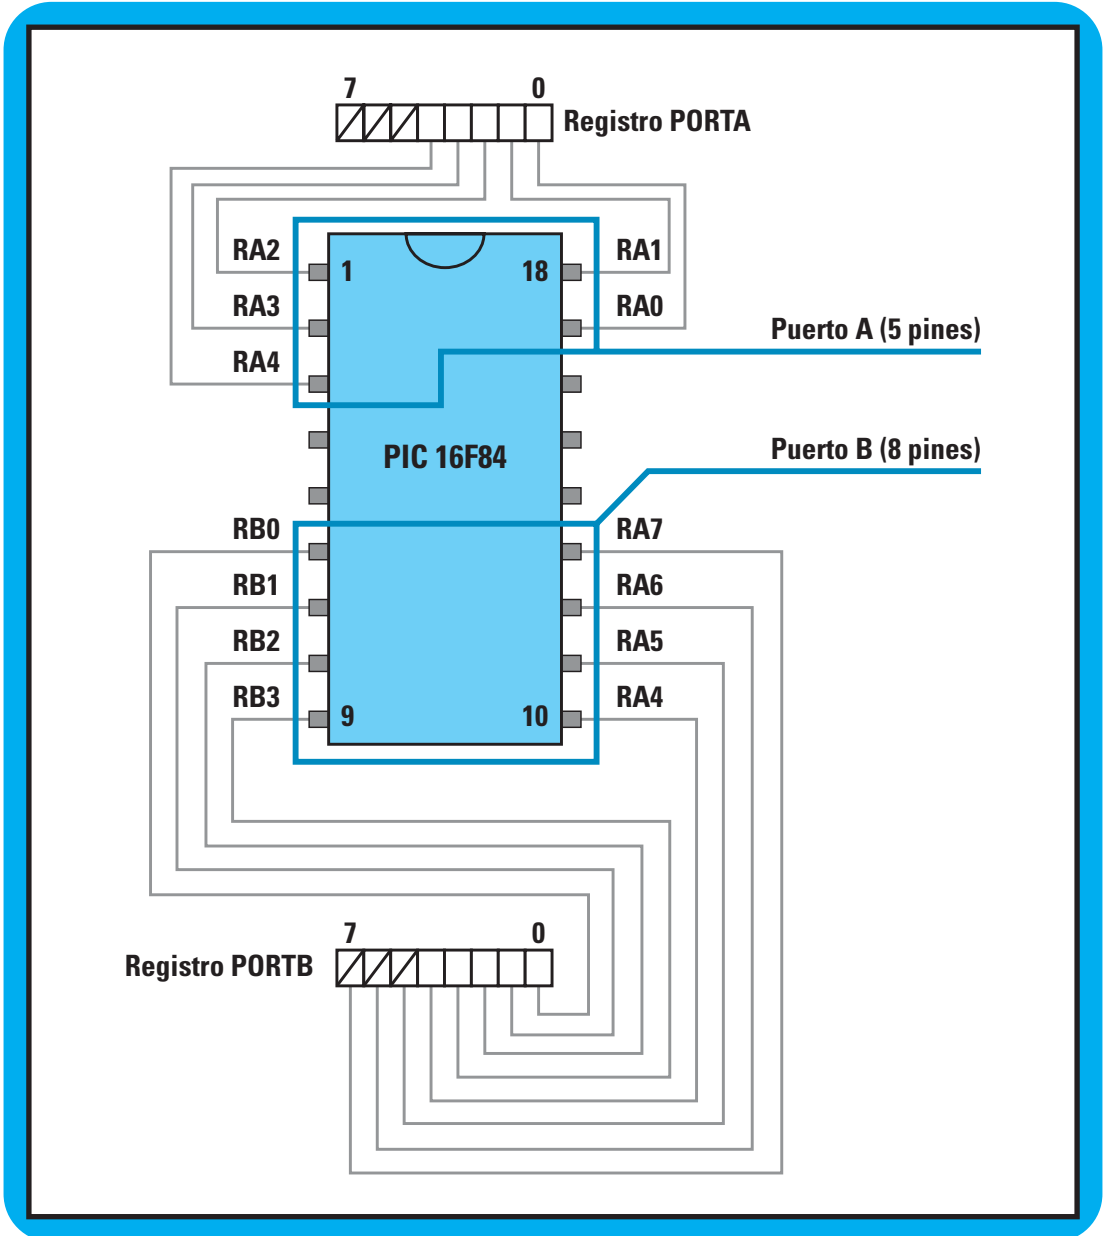 7 0
Registro PORTA
RA2 1 18 RA1
RA3 RA0
Puerto A (5 pines)
RA4
Puerto B (8 pines)
PIC 16F84
RB0 RA7
RB1 RA6
RB2 RA5
RB3 9 10 RA4
7 0
Registro PORTB